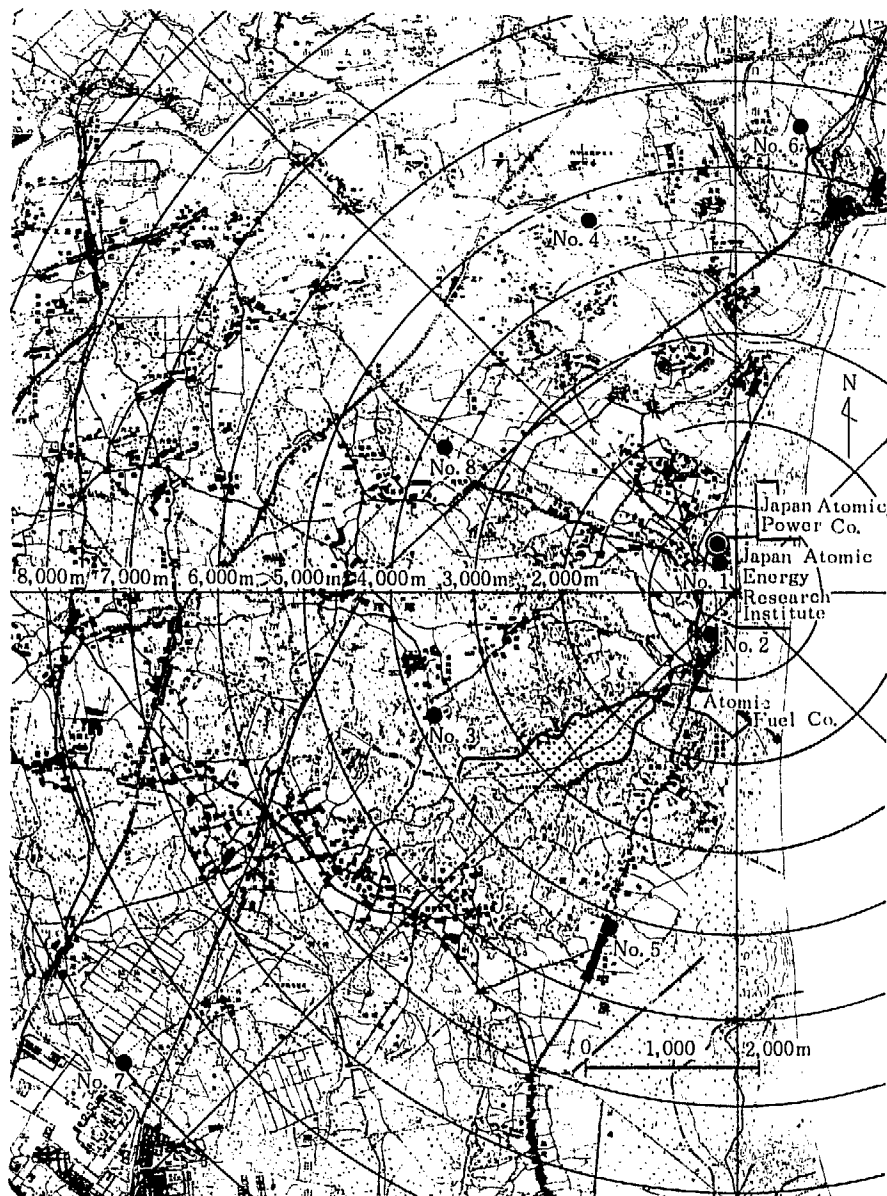 No. 6
No. 4
N
No. 8
Japan Atomic
Power Co.
8,000m 7,000m 6,000m 5,000m 4,000m 3,000m 2,000m
No. 1
Japan Atomic
Energy
Research
Institute
No. 2
Atomic
Fuel Co.
No. 3
No. 5
0 1,000 2,000m
No. 7